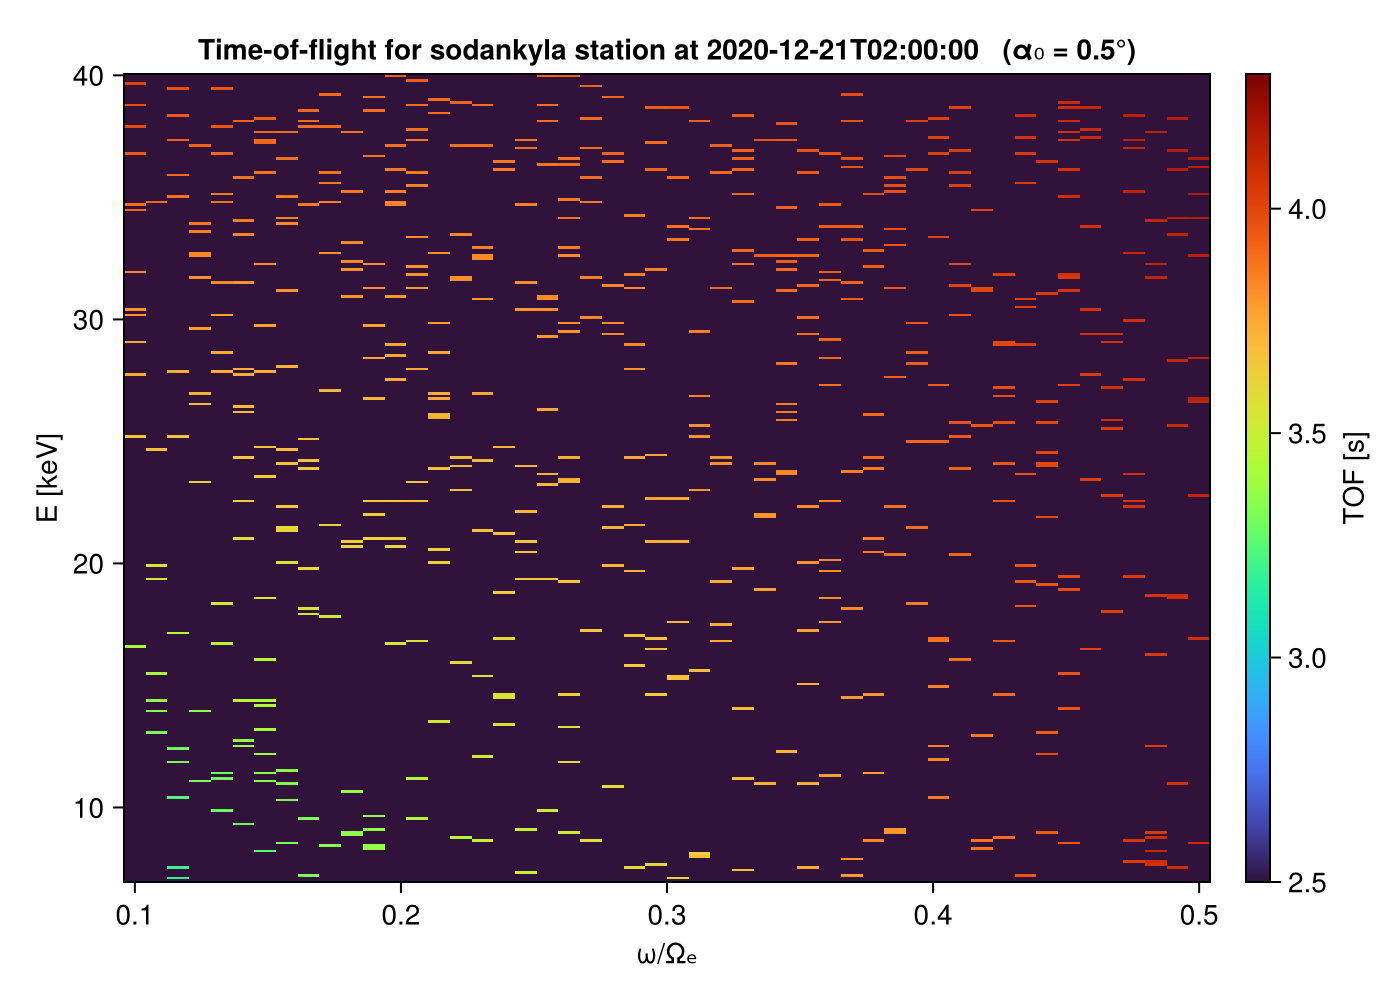 Time-of-flight for sodankyla station at 2020-12-21T02:00:00 (α₀ = 0.5°)
40
30
20
10
E [keV]
0.1 0.2 0.3 0.4 0.5
ω/Ωₑ
4.0
3.5
3.0
2.5
TOF [s]